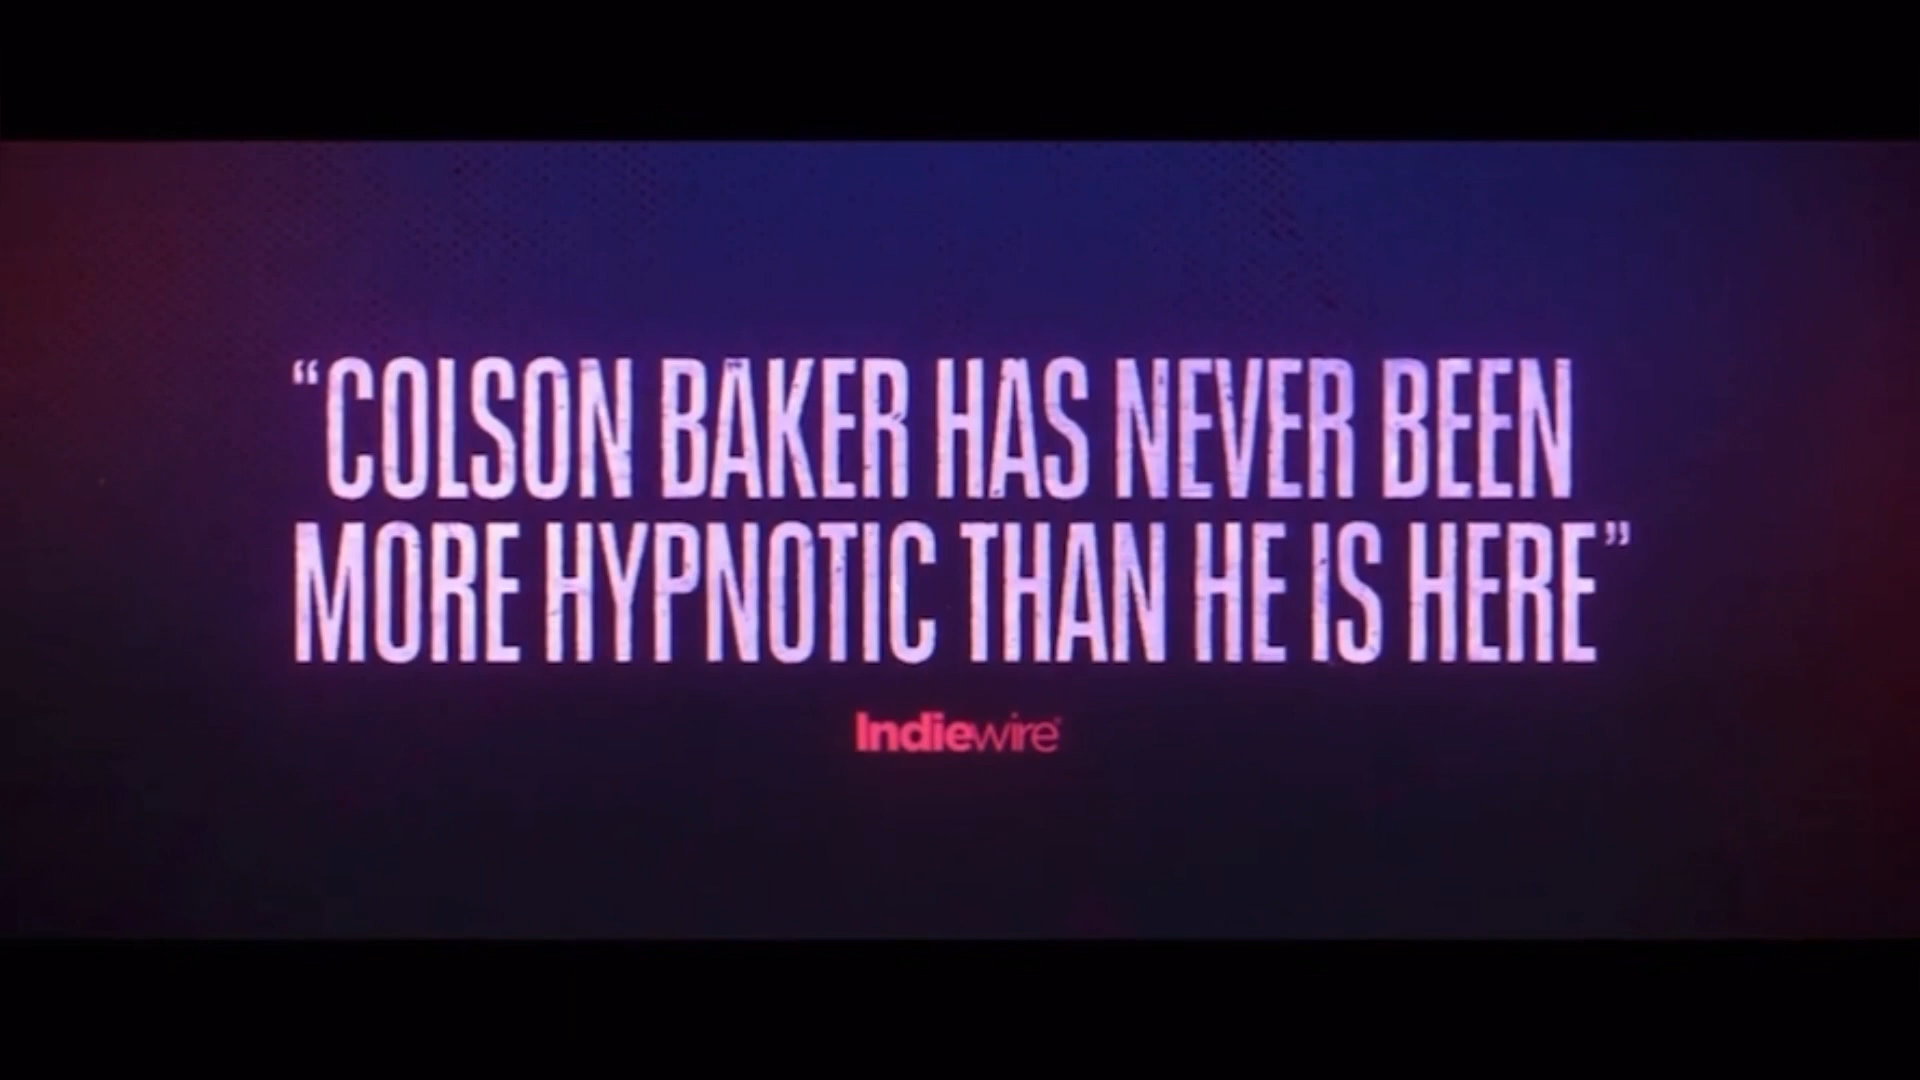 “COLSON BAKER HAS NEVER BEEN
MORE HYPNOTIC THAN HE IS HERE”
Indiewire